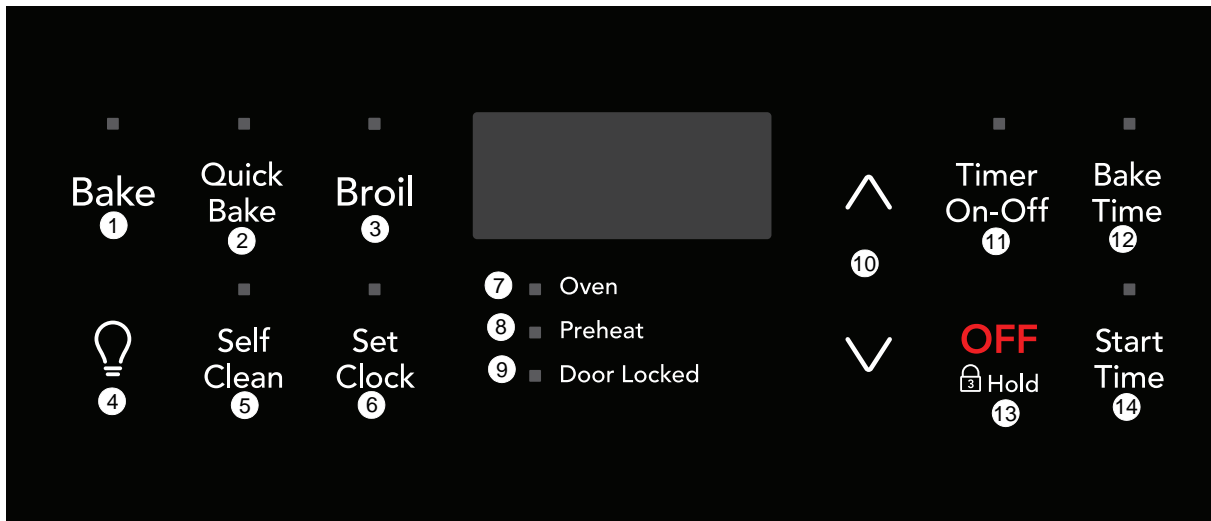 Bake
1
Quick
Bake
2
Broil
3
4
Self
Clean
5
Set
Clock
6
7 Oven
8 Preheat
9 Door Locked
10
Timer
On-Off
11
Bake
Time
12
OFF
3 Hold
13
Start
Time
14